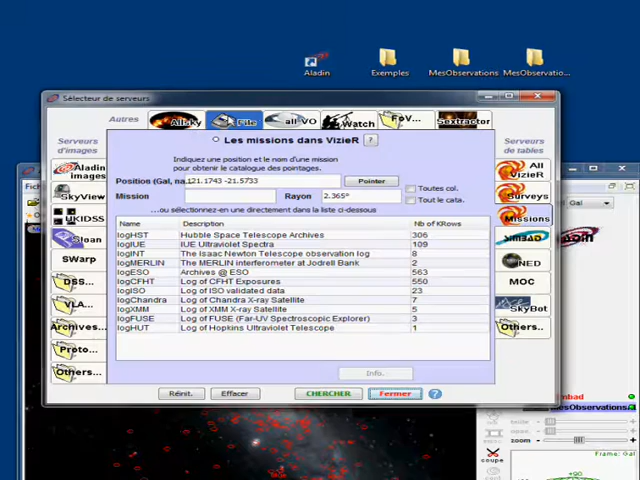 Aladin
Exemples
MesObservations
MesObservatio...
Sélecteur de serveurs
Autres
Allsky
File
all-VO
Watch
FoV...
Sextractor
Serveurs
d'images
Aladin
images
SkyView
UKIDSS
Sloan
SWarp
DSS...
VLA...
Archives...
Proto...
Others...
Les missions dans VizieR
?
Indiquez une position et le nom d'une mission
pour obtenir le catalogue des pointages.
Position (Gal, na
121.1743 -21.5733
Pointer
Mission
Rayon
2.365°
Toutes col.
Tout le cata.
...ou sélectionnez-en une directement dans la liste ci-dessous
Name Description Nb of KRows
logHST Hubble Space Telescope Archives 306
logIUE IUE Ultraviolet Spectra 109
logINT The Isaac Newton Telescope observation log 8
logMERLIN The MERLIN interferometer at Jodrell Bank 2
logESO Archives @ ESO 563
logCFHT Log of CFHT Exposures 550
logISO ISO validated data 23
logChandra Log of Chandra X-ray Satellite 7
logXMM Log of XMM X-ray Satellite 5
logFUSE Log of FUSE (Far-UV Spectroscopic Explorer) 3
logHUT Log of Hopkins Ultraviolet Telescope 1
Info.
Réinit.
Effacer
CHERCHER
Fermer
?
Serveurs
de tables
All
VizieR
Surveys
Missions
SIMBAD
NED
MOC
SkyBot
Others..
Fich
Gal
nbad
MesObservations
zoom
coupe
Frame: Gal
+90